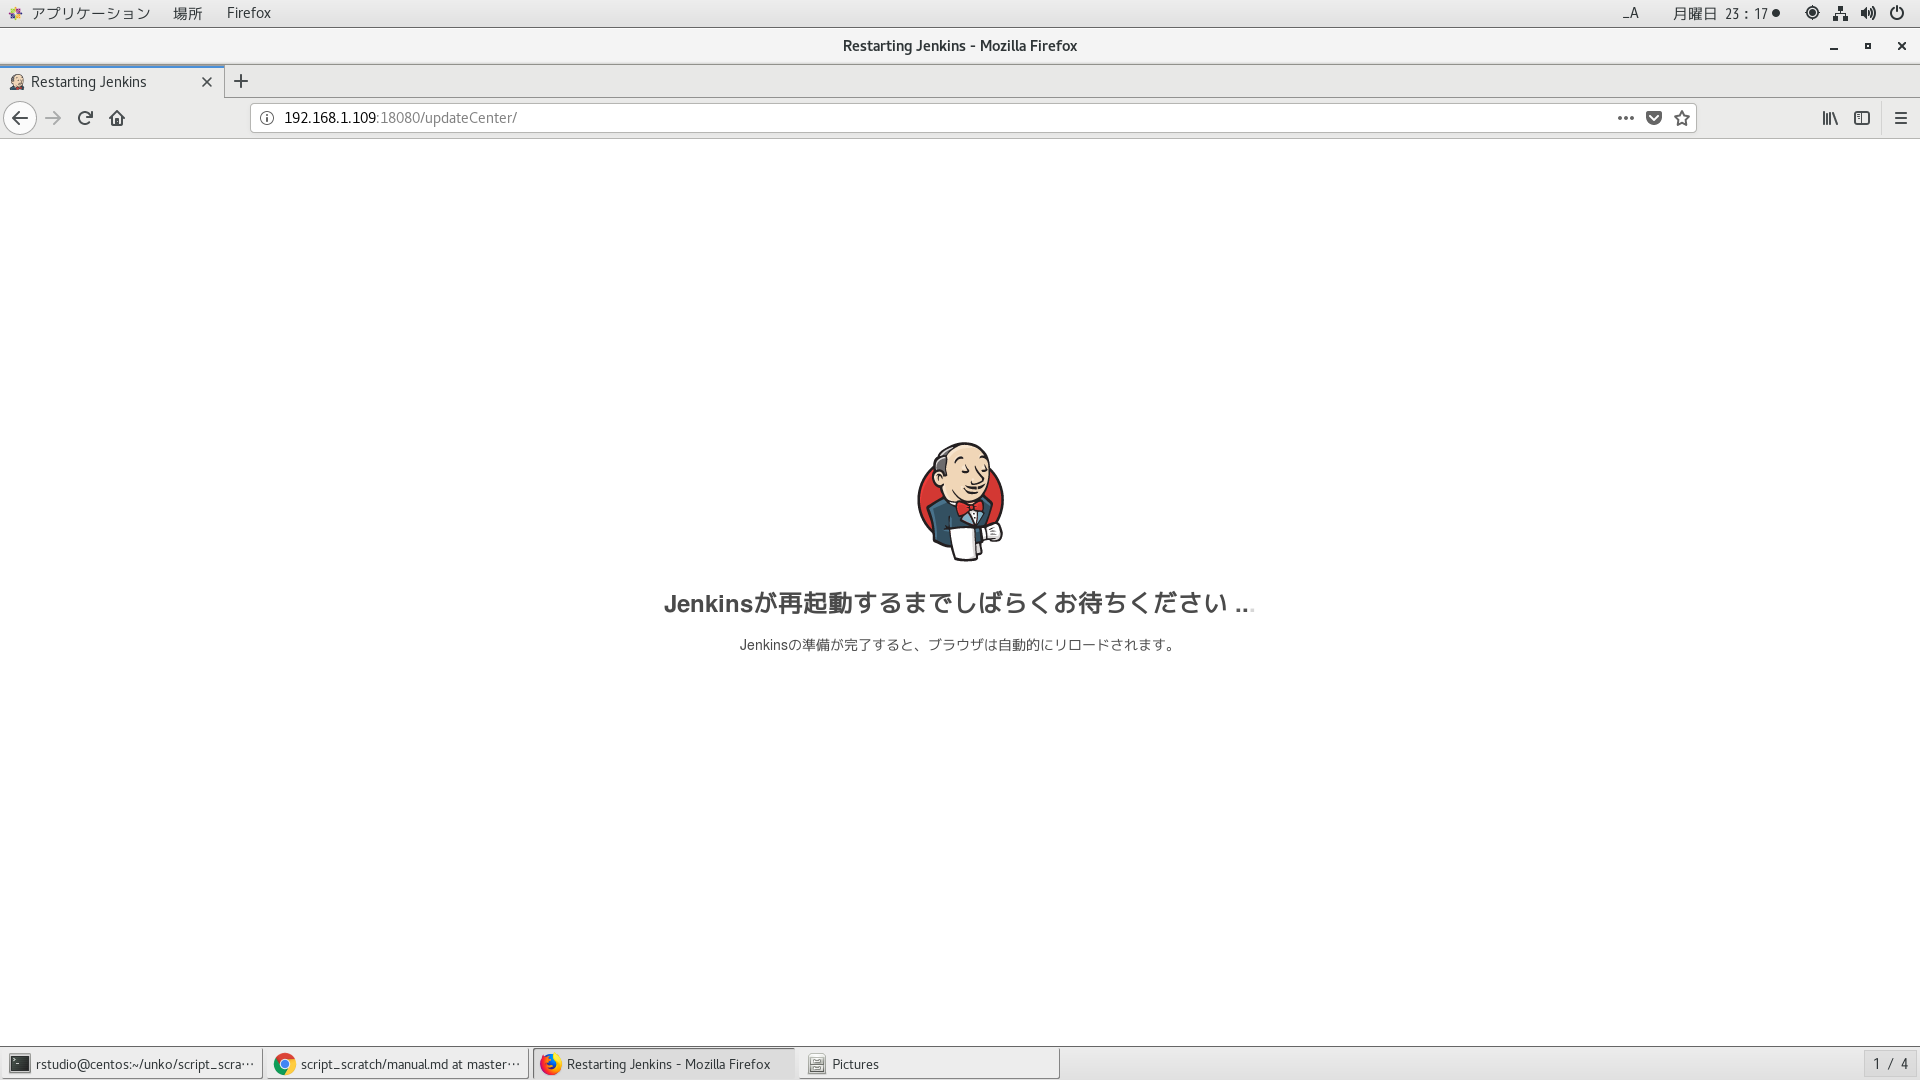 アプリケーション 場所 Firefox _A 月曜日 23：17
Restarting Jenkins - Mozilla Firefox
Restarting Jenkins
192.168.1.109:18080/updateCenter/
Jenkinsが再起動するまでしばらくお待ちください ...
Jenkinsの準備が完了すると、ブラウザは自動的にリロードされます。
rstudio@centos:~/unko/script_scra… script_scratch/manual.md at master… Restarting Jenkins - Mozilla Firefox Pictures 1 / 4